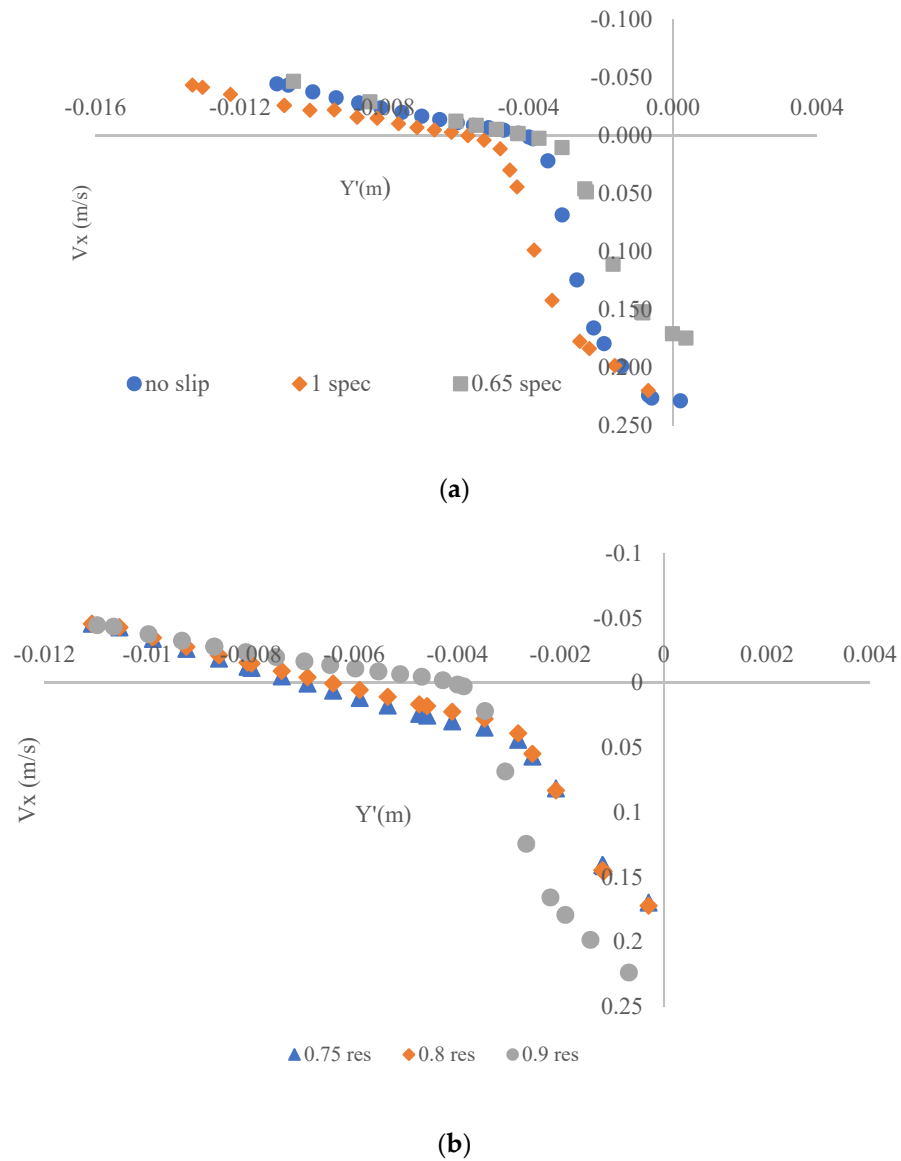 -0.100
-0.050
-0.016
-0.012
-0.008
-0.004
0.000
0.004
0.000
Y'(m)
0.050
Vx (m/s)
0.100
0.150
0.200
no slip
1 spec
0.65 spec
0.250
(a)
-0.1
-0.05
-0.012
-0.01
-0.008
-0.006
-0.004
-0.002
0
0.002
0.004
0
0.05
Vx (m/s)
Y'(m)
0.1
0.15
0.2
0.25
0.75 res
0.8 res
0.9 res
(b)